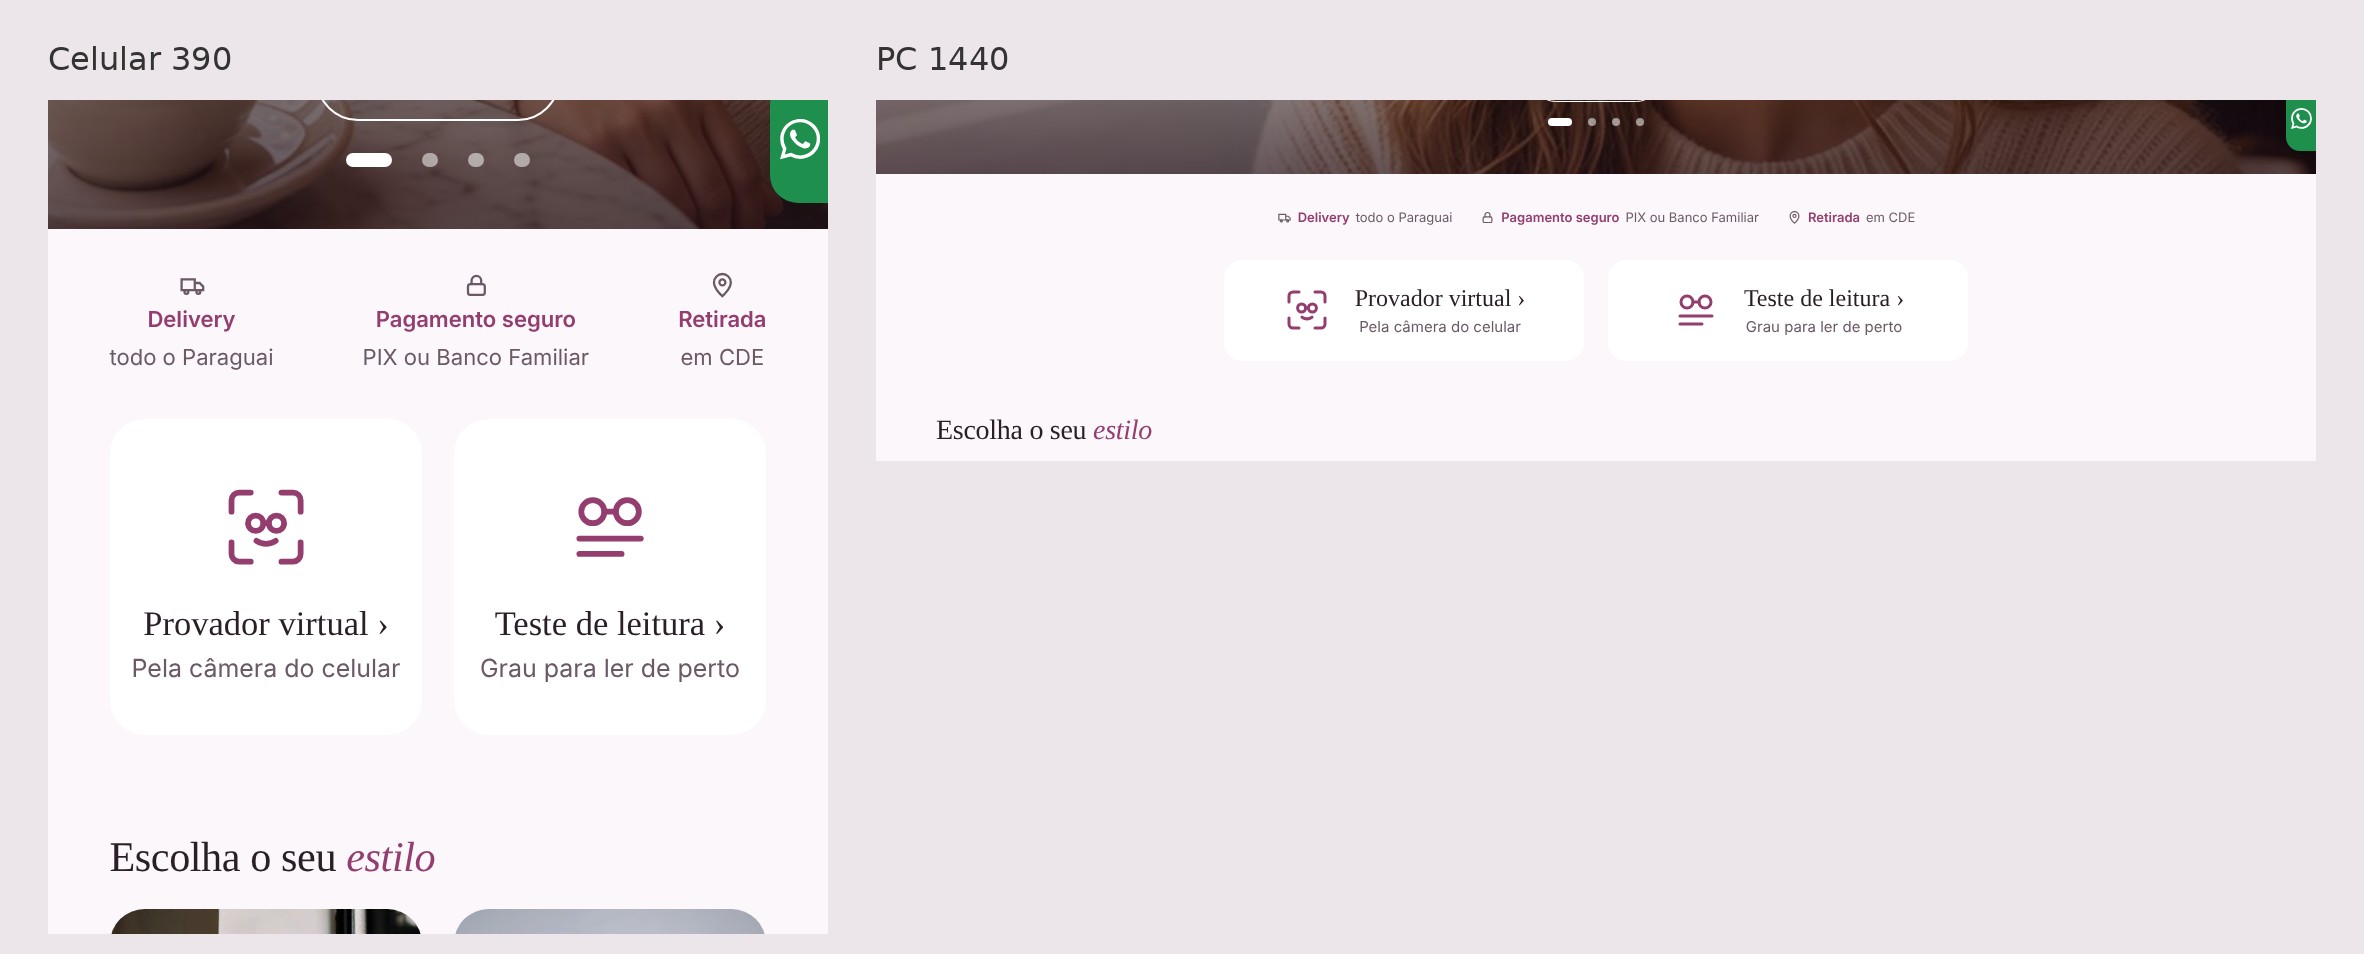 Celular 390
Delivery
todo o Paraguai
Pagamento seguro
PIX ou Banco Familiar
Retirada
em CDE
Provador virtual ›
Pela câmera do celular
Teste de leitura ›
Grau para ler de perto
Escolha o seu estilo
PC 1440
Delivery todo o Paraguai
Pagamento seguro PIX ou Banco Familiar
Retirada em CDE
Provador virtual ›
Pela câmera do celular
Teste de leitura ›
Grau para ler de perto
Escolha o seu estilo